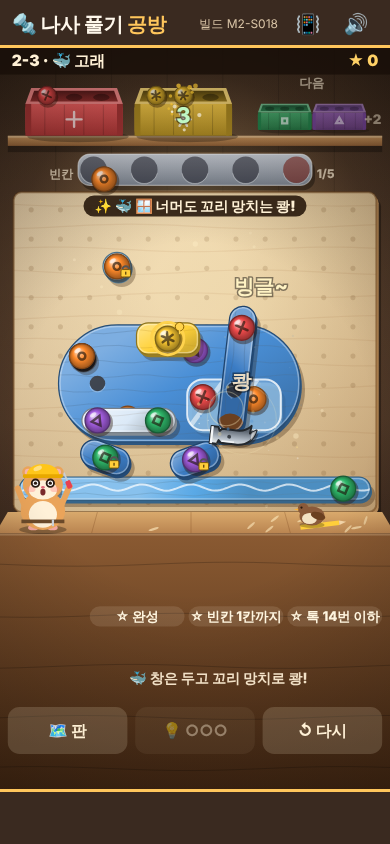 🔩 나사 풀기 공방 빌드 M2-S018 📳 🔊
2-3 · 🐳 고래 ★ 0
다음
3
+2
빈칸 1/5
✨ 🐳 🪟 너머도 꼬리 망치는 쾅!
빙글~
쾅
☆ 완성 ☆ 빈칸 1칸까지 ☆ 톡 14번 이하
🐳 창은 두고 꼬리 망치로 쾅!
🗺️ 판 💡 ○○○ ↺ 다시